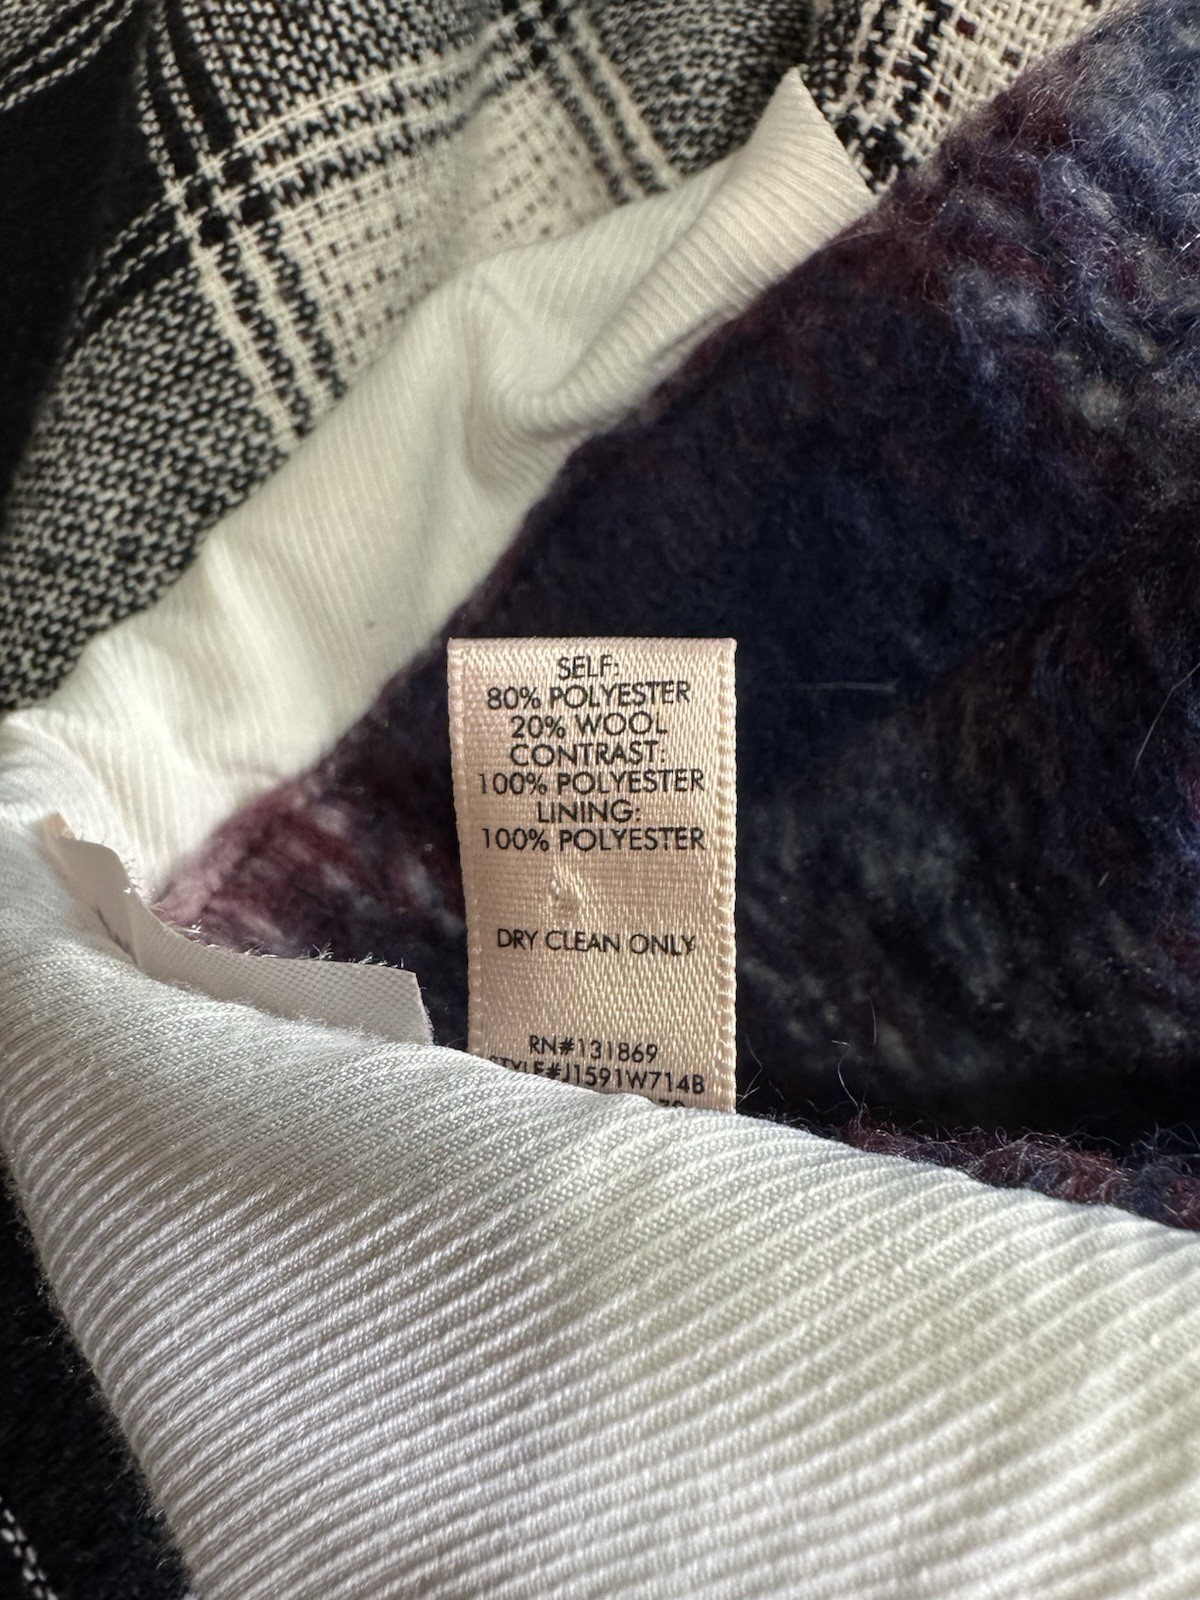 SELF:
80% POLYESTER
20% WOOL
CONTRAST:
100% POLYESTER
LINING:
100% POLYESTER
DRY CLEAN ONLY
RN#131869
STYLE#J1591W714B